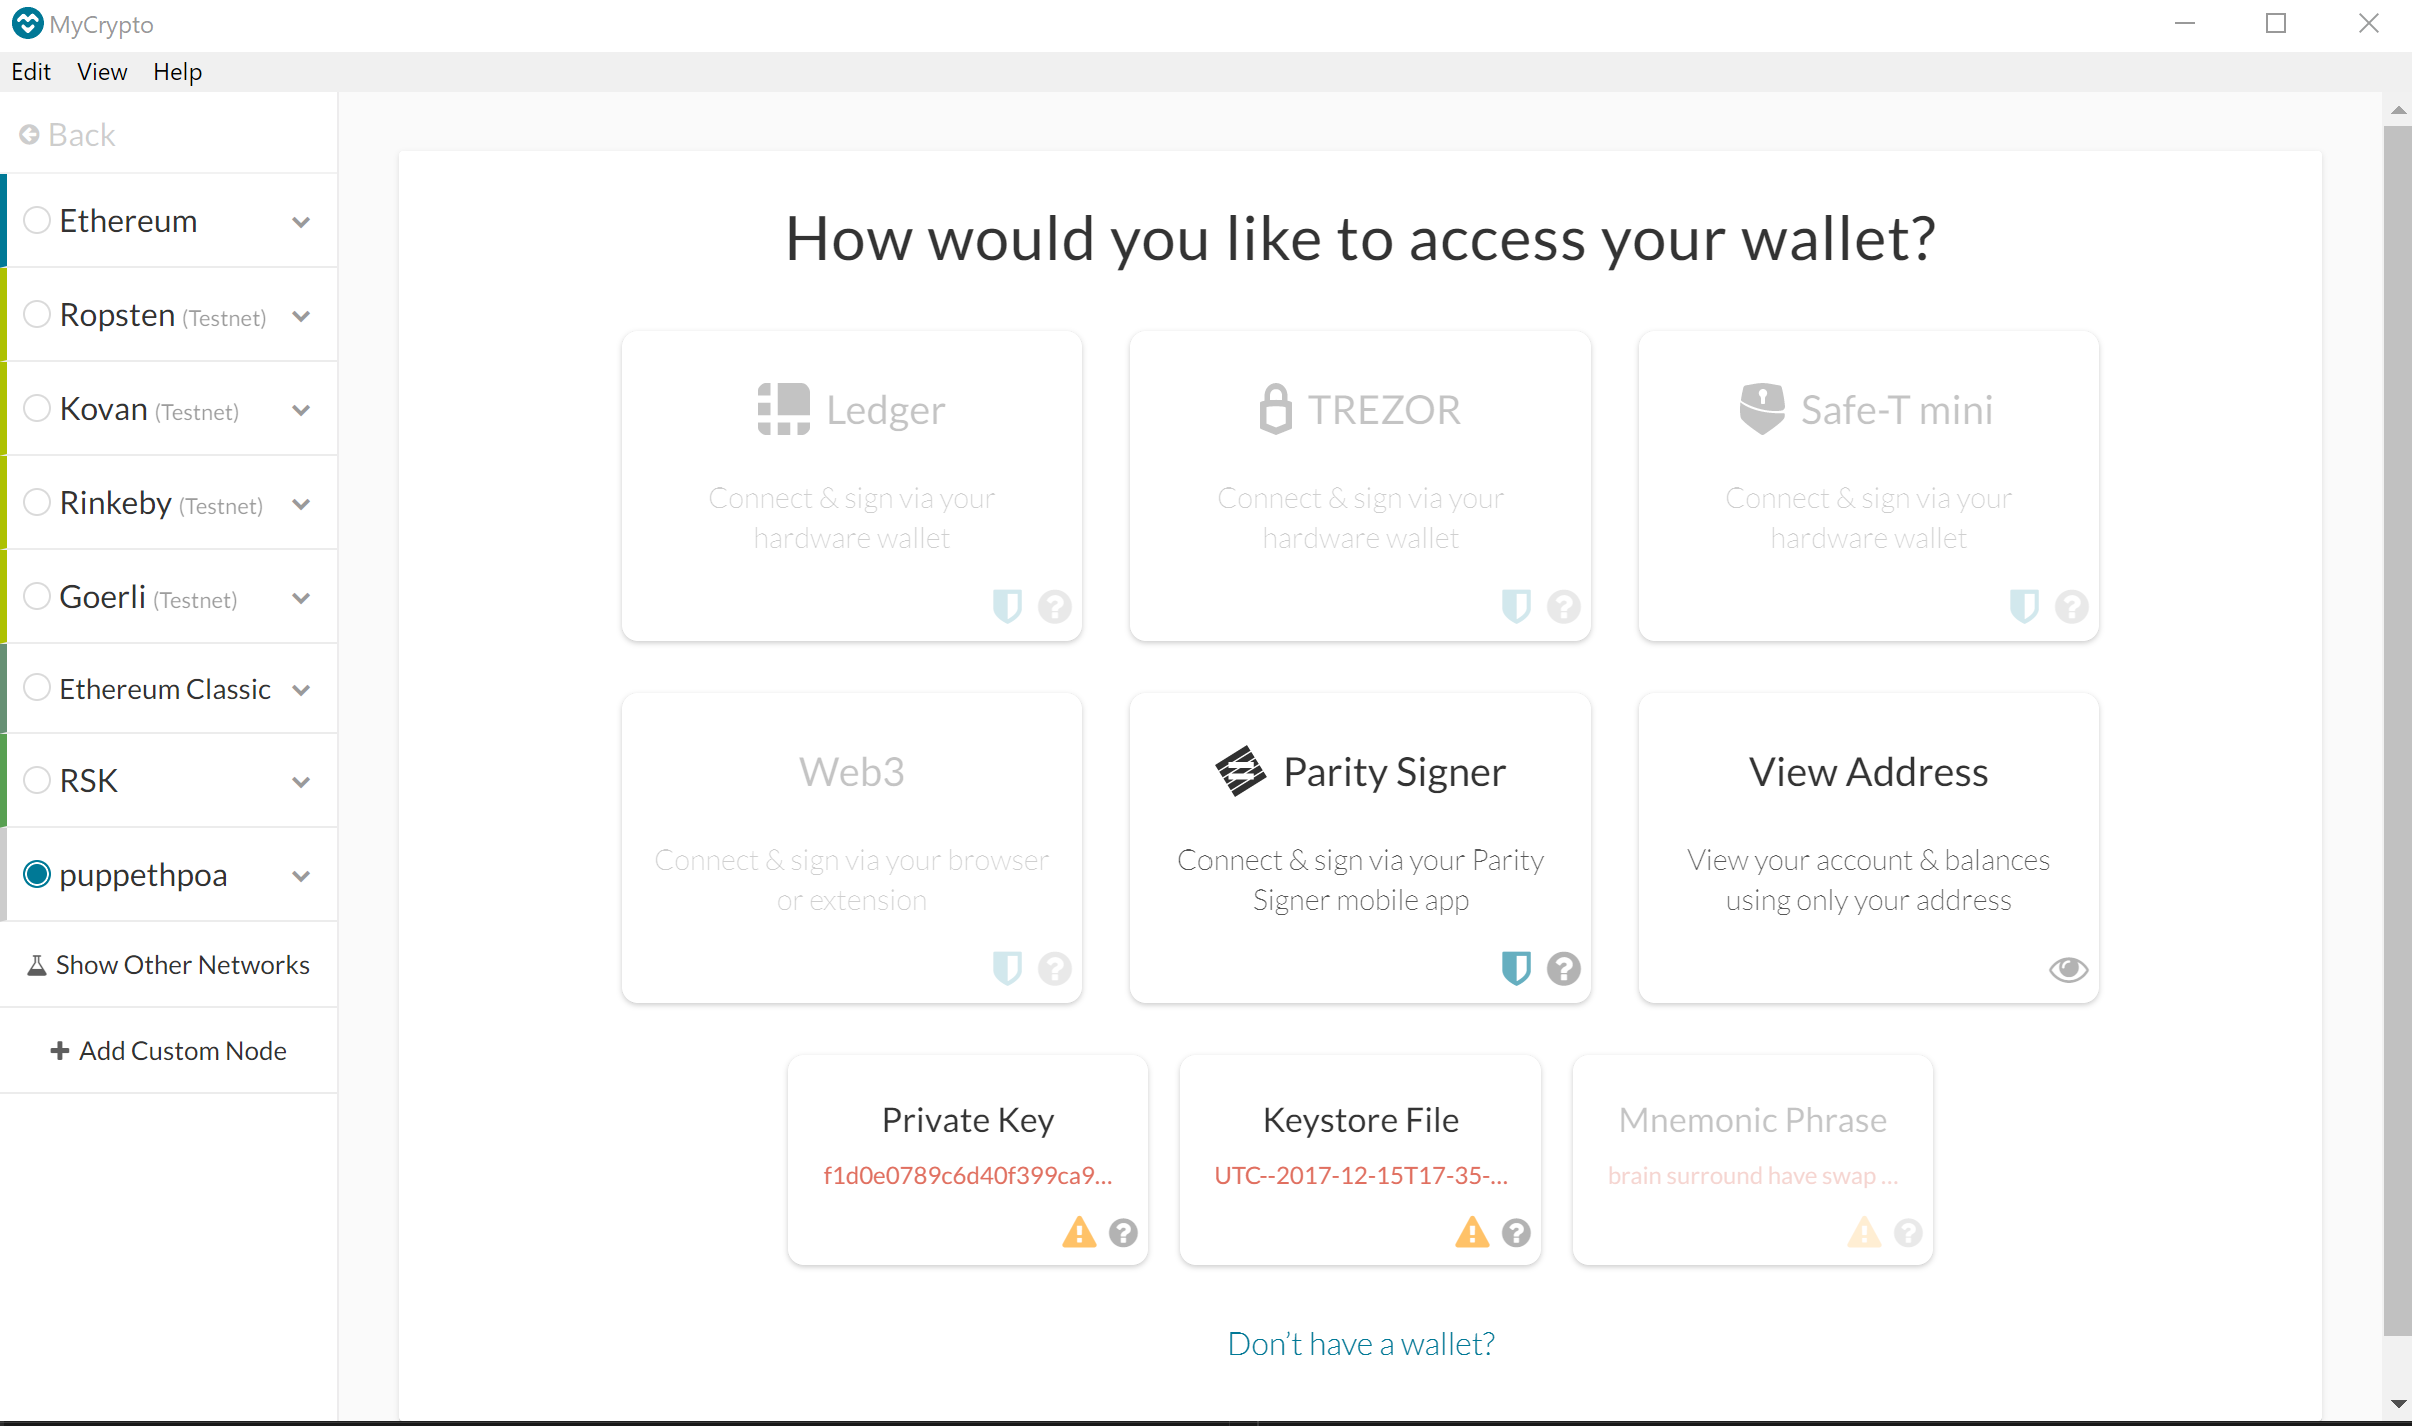 MyCrypto
Edit View Help
Back
Ethereum
Ropsten (Testnet)
Kovan (Testnet)
Rinkeby (Testnet)
Goerli (Testnet)
Ethereum Classic
RSK
puppethpoa
Show Other Networks
Add Custom Node
How would you like to access your wallet?
Ledger
Connect & sign via your
hardware wallet
TREZOR
Connect & sign via your
hardware wallet
Safe-T mini
Connect & sign via your
hardware wallet
Web3
Connect & sign via your browser
or extension
Parity Signer
Connect & sign via your Parity
Signer mobile app
View Address
View your account & balances
using only your address
Private Key
f1d0e0789c6d40f399ca9...
Keystore File
UTC--2017-12-15T17-35-...
Mnemonic Phrase
brain surround have swap ...
Don’t have a wallet?